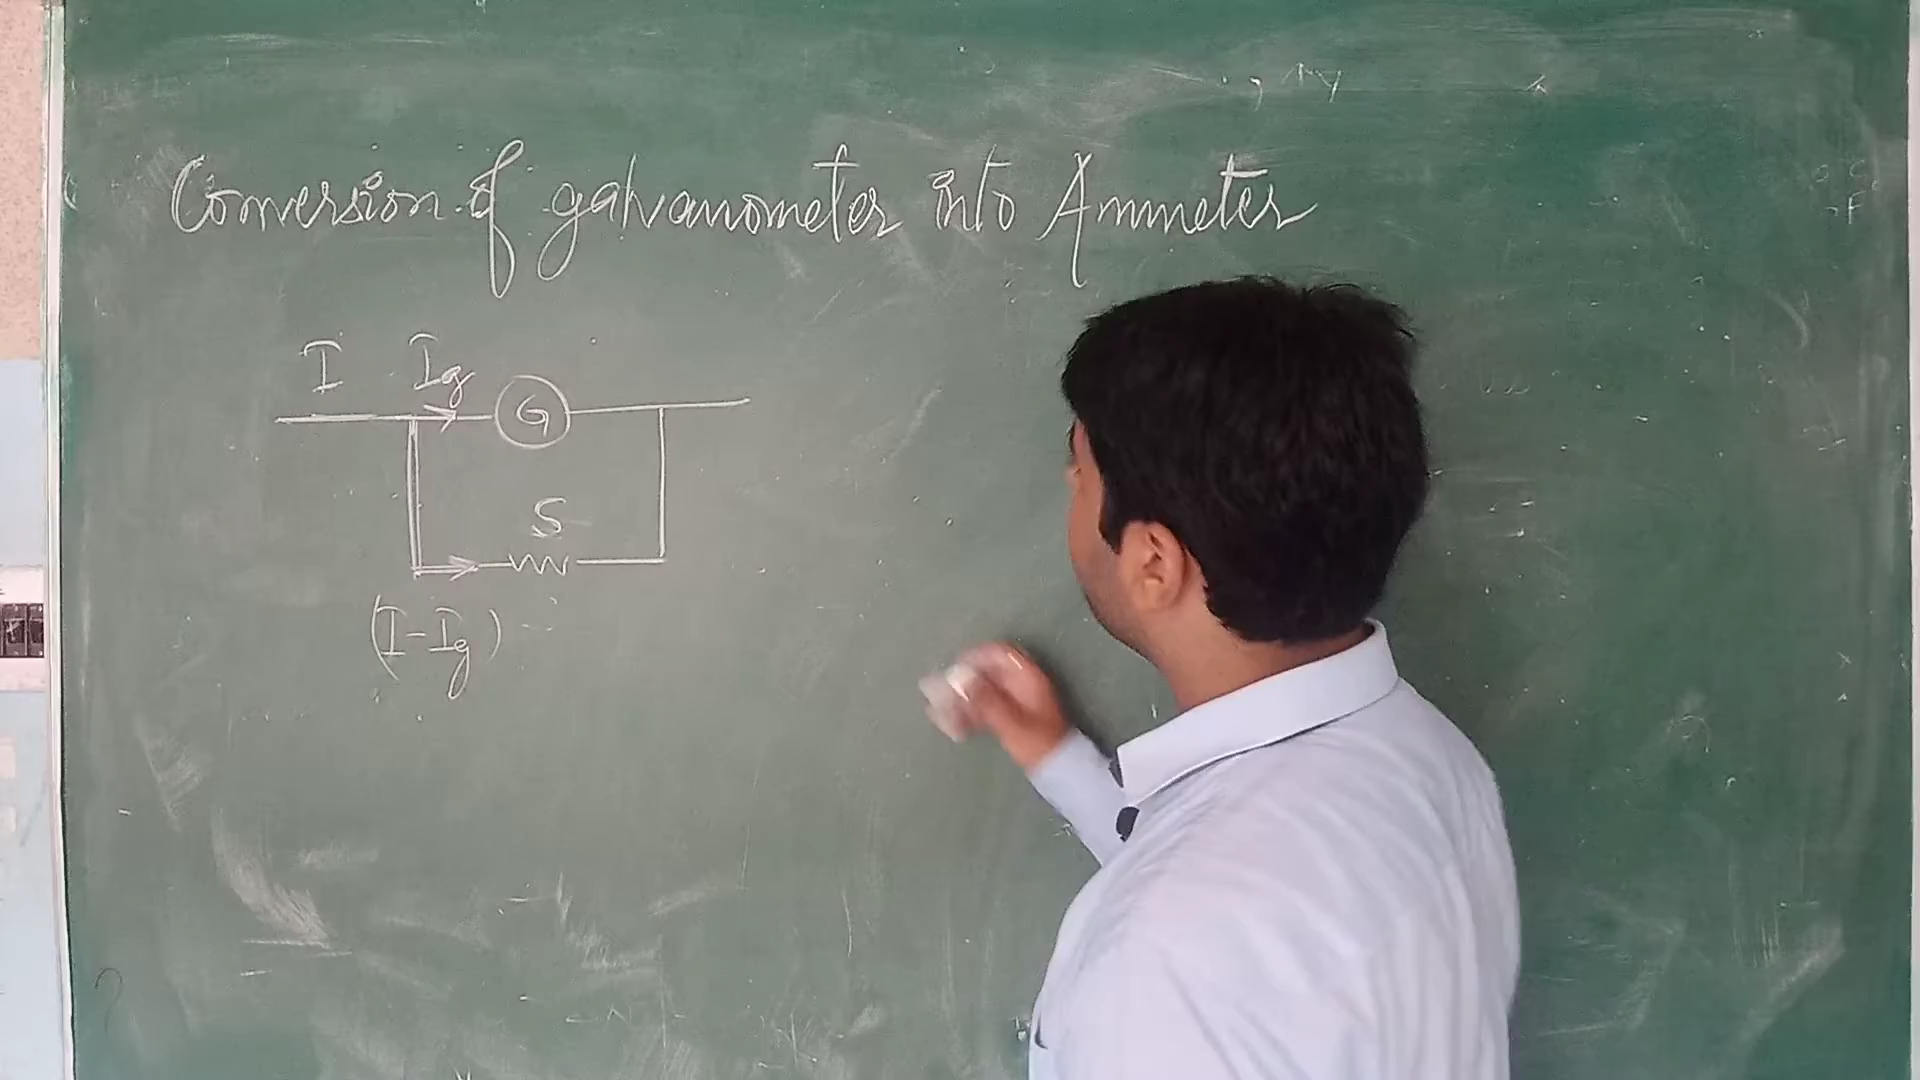 Conversion of galvanometer into Ammeter
I Ig
G
S
(I-Ig)